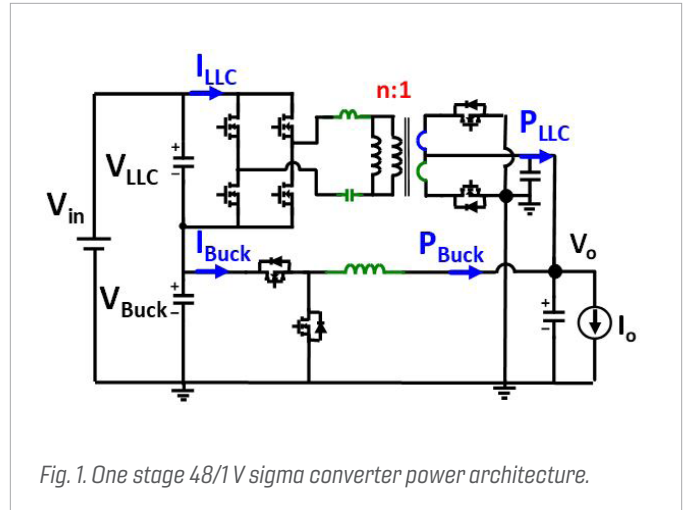 I_LLC
n:1
P_LLC
+
V_LLC
−
V_in
I_Buck
P_Buck
V_o
+
V_Buck
−
+
−
I_o
Fig. 1. One stage 48/1 V sigma converter power architecture.